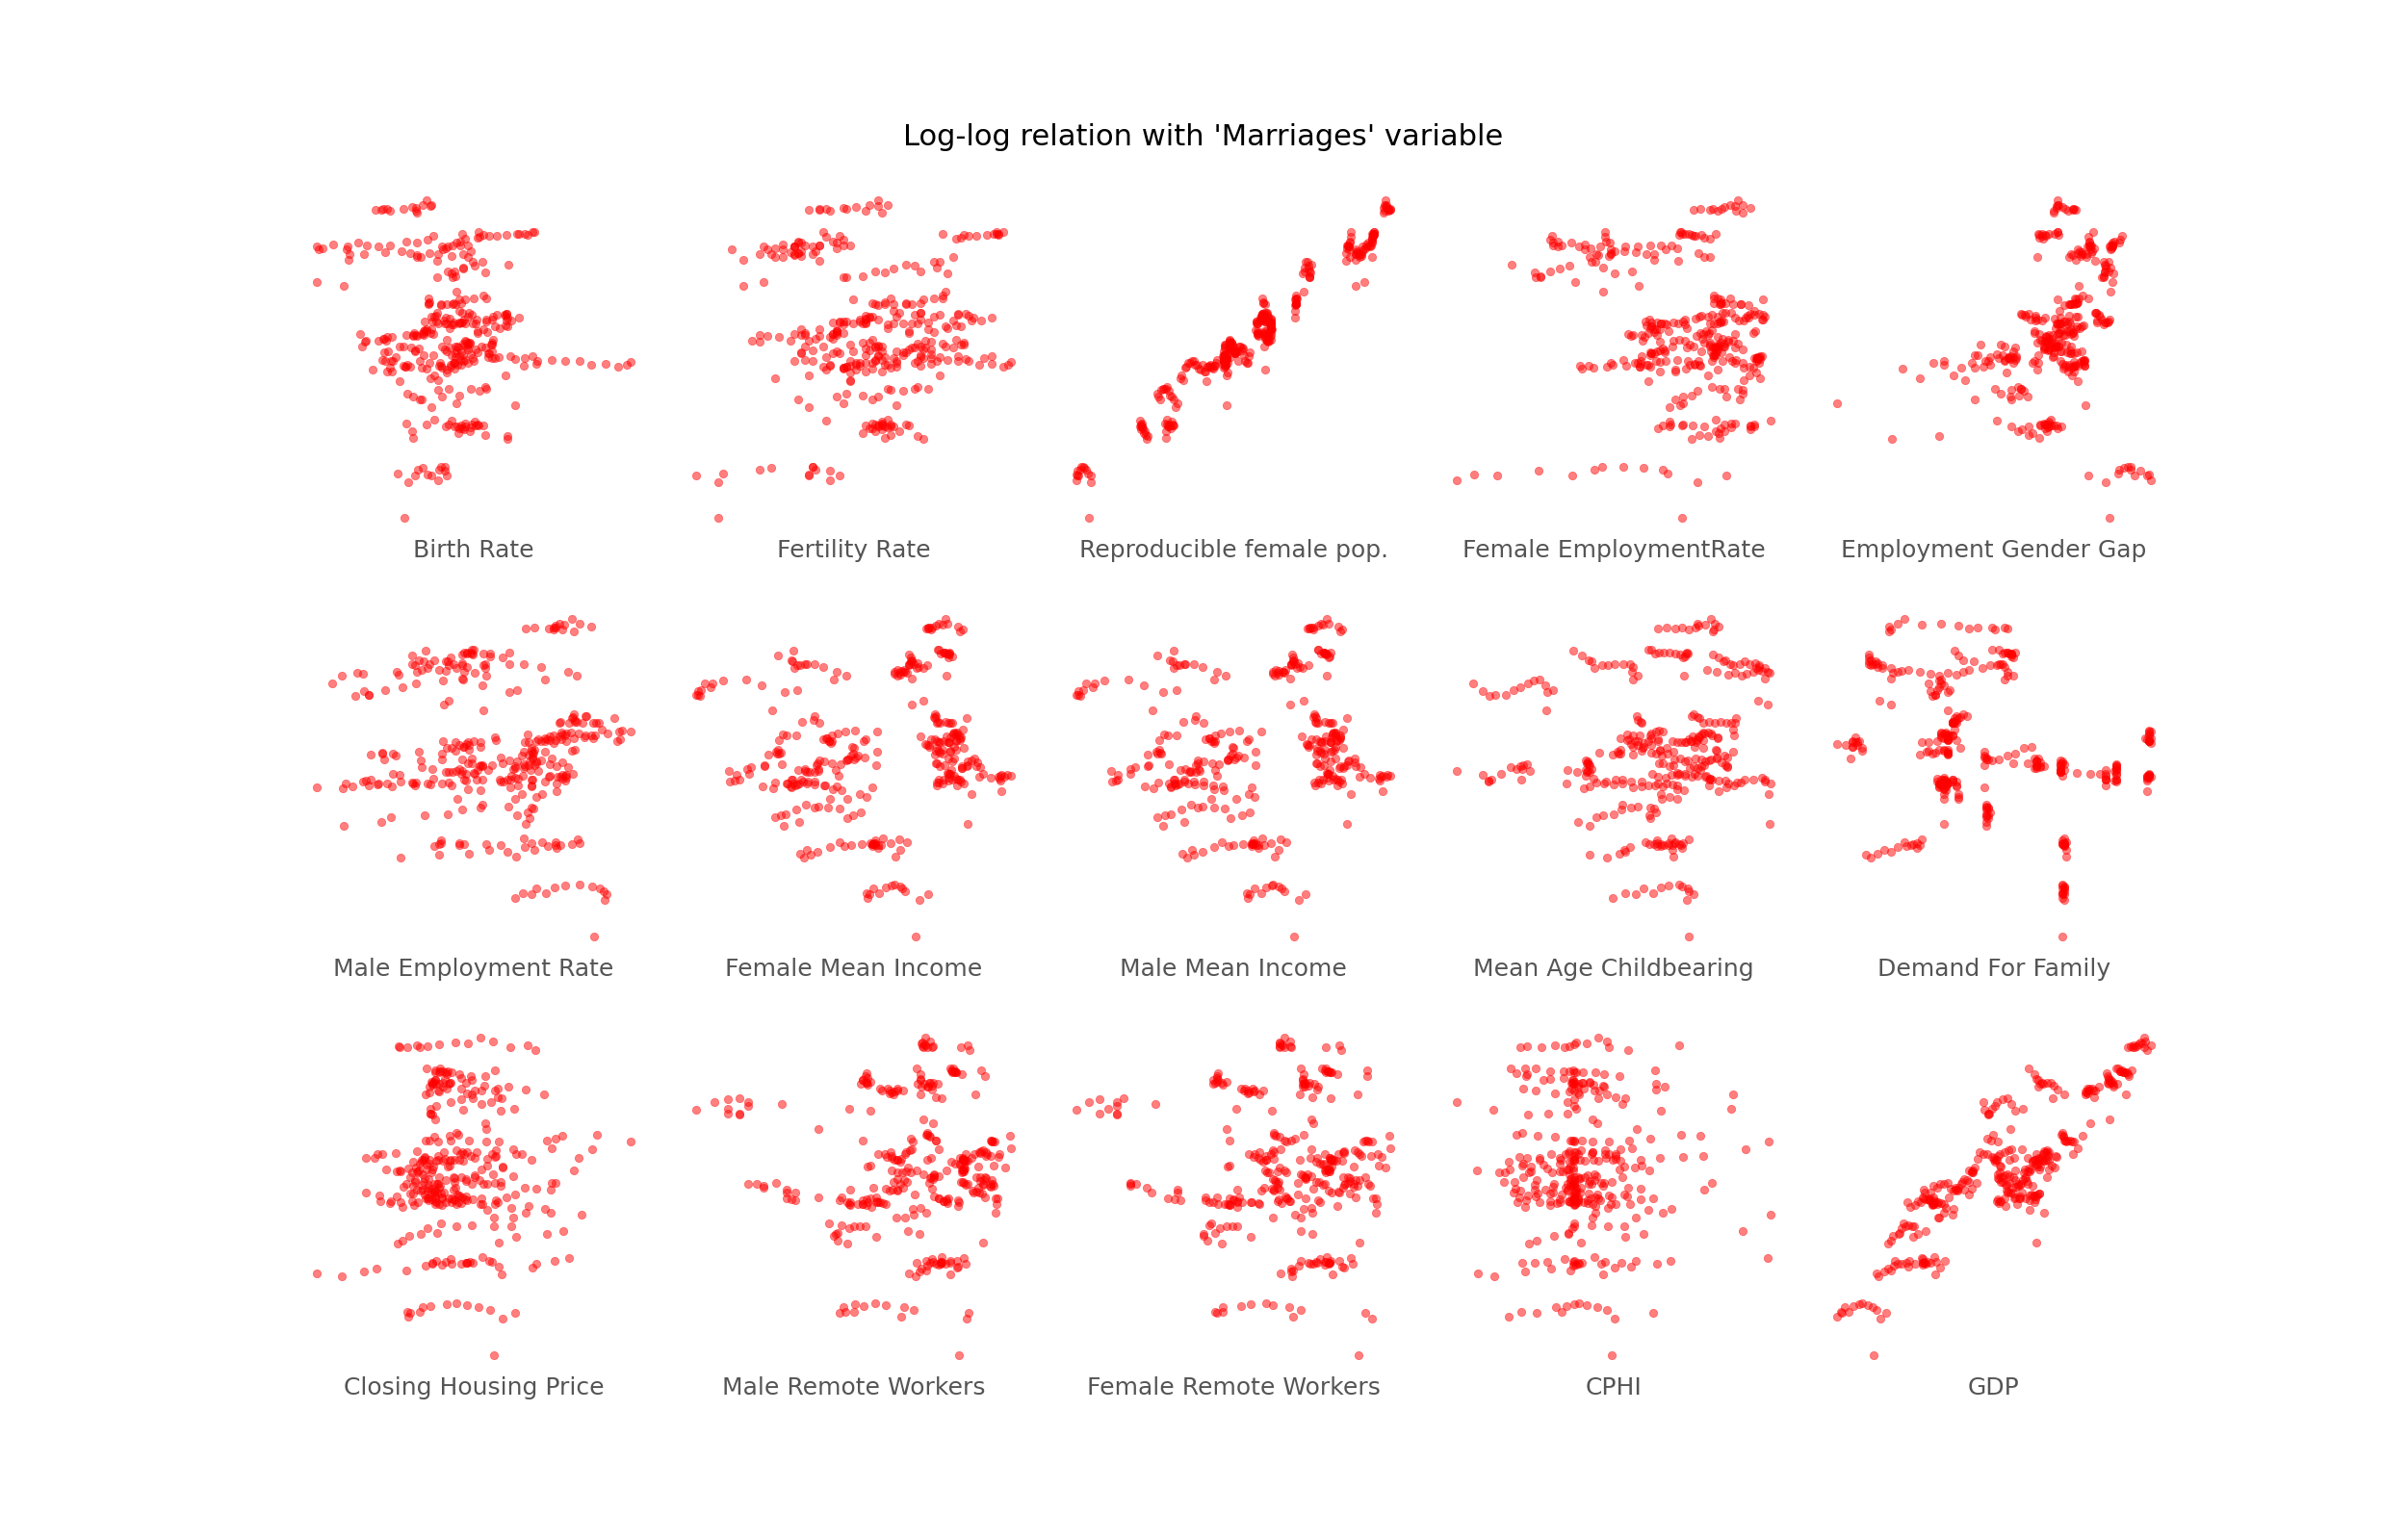 Log-log relation with 'Marriages' variable
Birth Rate
Fertility Rate
Reproducible female pop.
Female EmploymentRate
Employment Gender Gap
Male Employment Rate
Female Mean Income
Male Mean Income
Mean Age Childbearing
Demand For Family
Closing Housing Price
Male Remote Workers
Female Remote Workers
CPHI
GDP